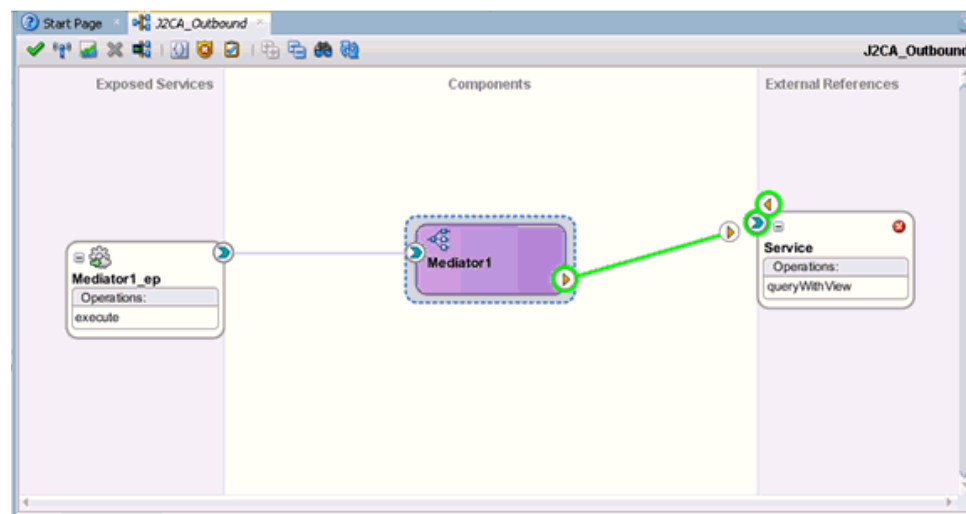 Start Page
J2CA_Outbound
J2CA_Outbound
Exposed Services
Components
External References
Mediator1_ep
Operations:
execute
Mediator1
Service
Operations:
queryWithView